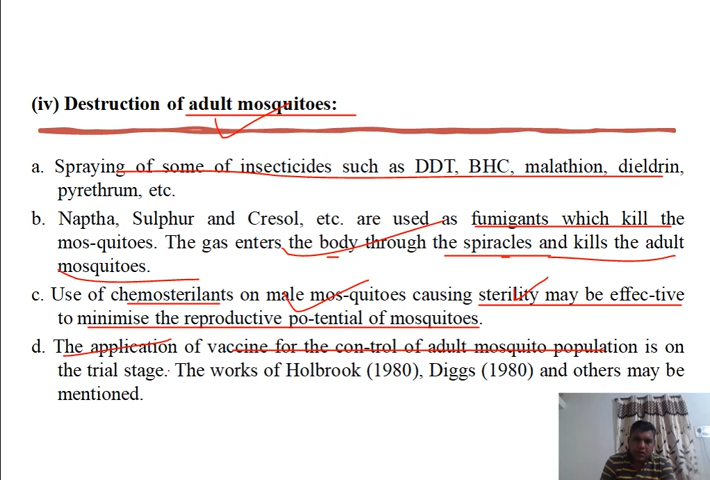 (iv) Destruction of adult mosquitoes:
a. Spraying of some of insecticides such as DDT, BHC, malathion, dieldrin,
pyrethrum, etc.
b. Naptha, Sulphur and Cresol, etc. are used as fumigants which kill the
mos-quitoes. The gas enters the body through the spiracles and kills the adult
mosquitoes.
c. Use of chemosterilants on male mos-quitoes causing sterility may be effec-tive
to minimise the reproductive po-tential of mosquitoes.
d. The application of vaccine for the con-trol of adult mosquito population is on
the trial stage. The works of Holbrook (1980), Diggs (1980) and others may be
mentioned.